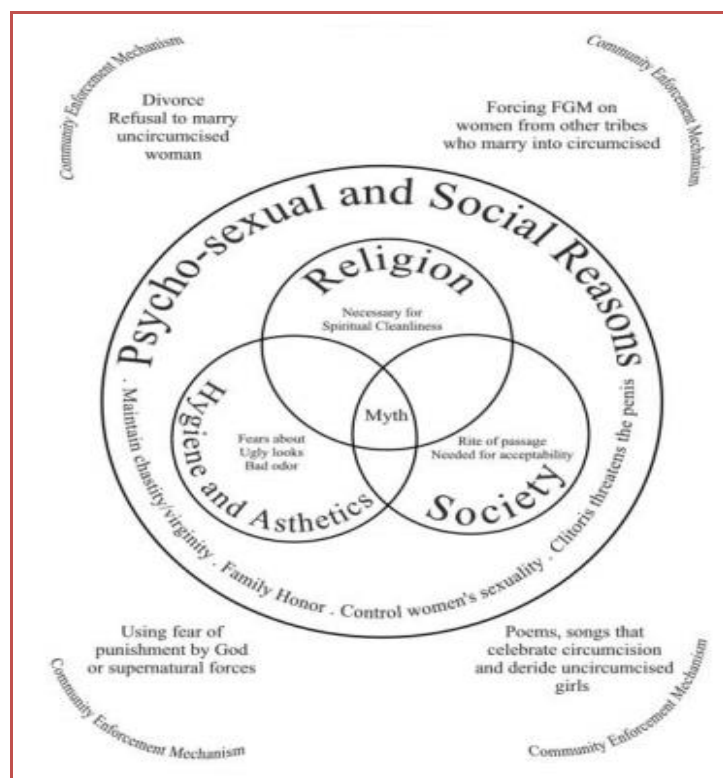 Community Enforcement Mechanism
Divorce
Refusal to marry
uncircumcised
woman
Community Enforcement Mechanism
Forcing FGM on
women from other tribes
who marry into circumcised
Psycho-sexual and Social Reasons
Religion
Necessary for
Spiritual Cleanliness
Hygiene and Asthetics
Fears about
Ugly looks
Bad odor
Myth
Rite of passage
Needed for acceptability
Society
. Maintain chastity/virginity . Family Honor . Control women's sexuality . Clitoris threatens the penis
Using fear of
punishment by God
or supernatural forces
Community Enforcement Mechanism
Poems, songs that
celebrate circumcision
and deride uncircumcised
girls
Community Enforcement Mechanism